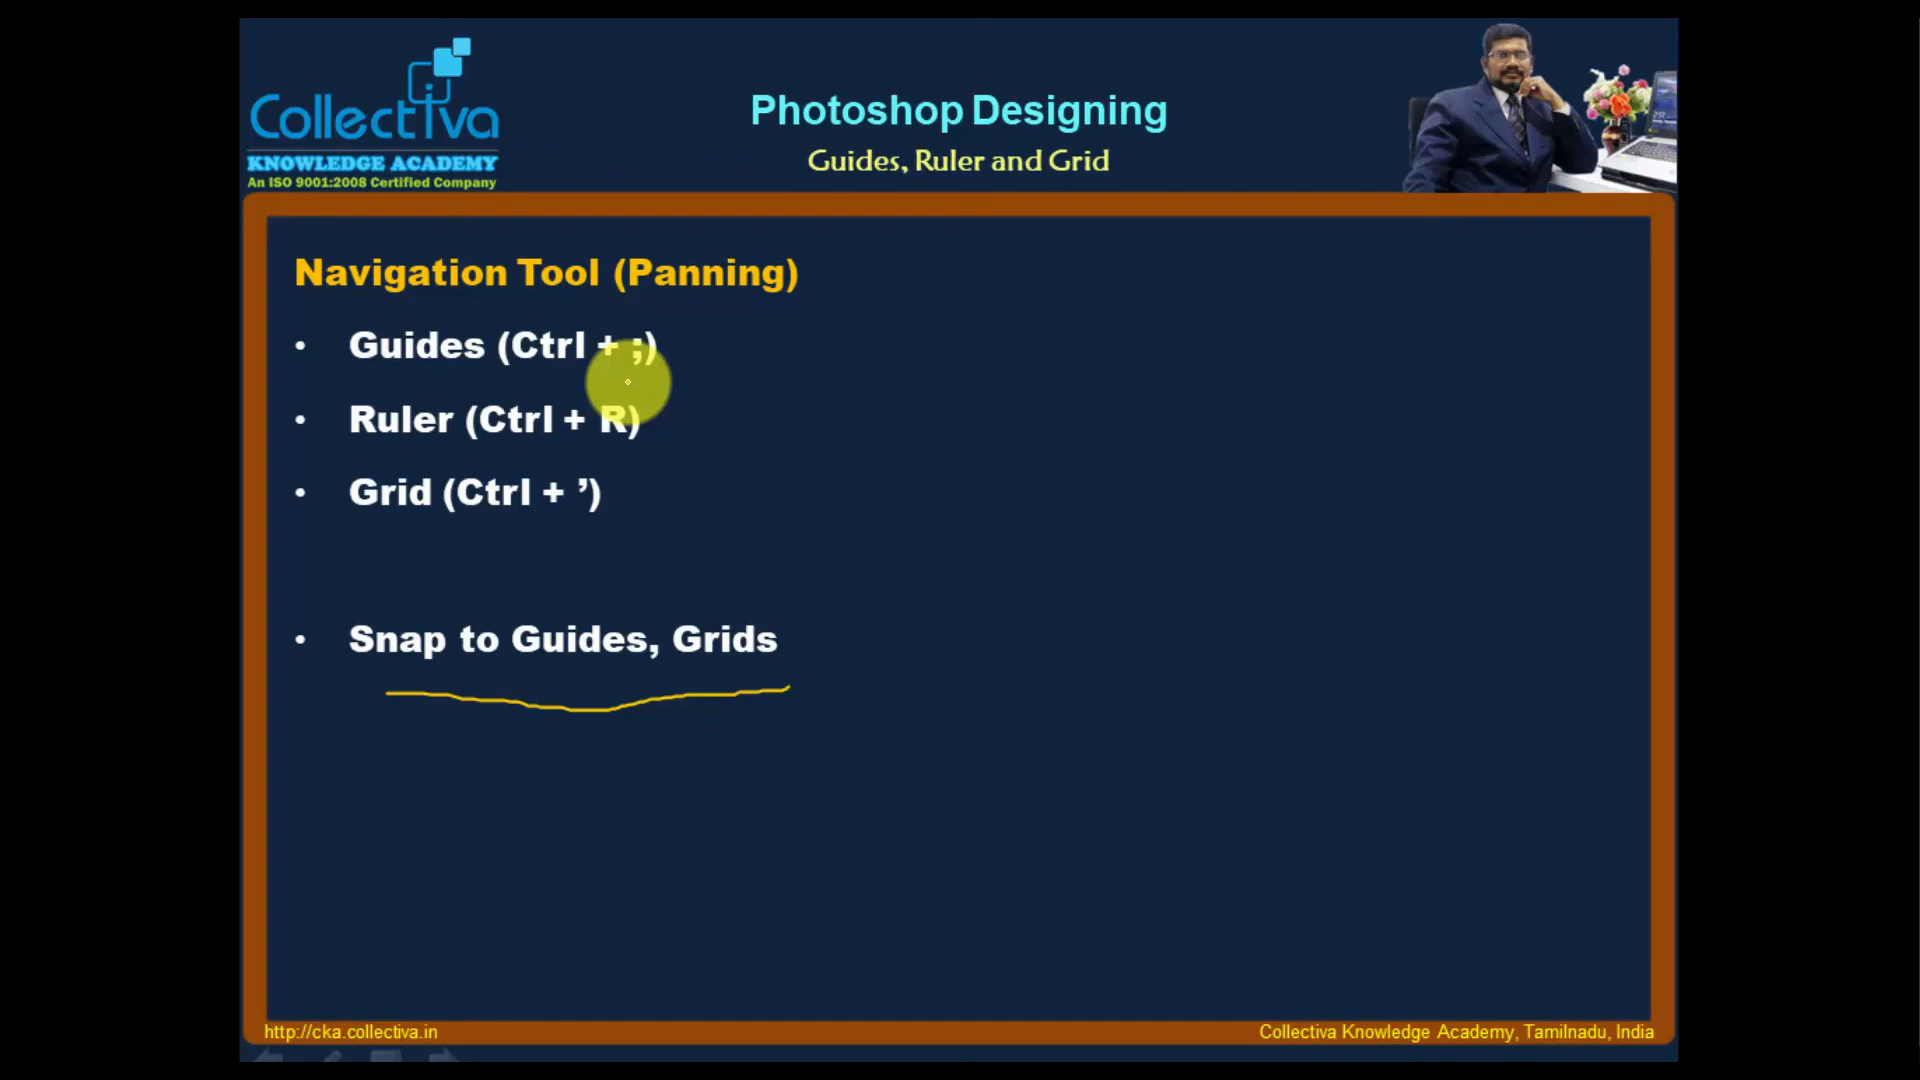 Collectiva
KNOWLEDGE ACADEMY
An ISO 9001:2008 Certified Company
Photoshop Designing
Guides, Ruler and Grid
Navigation Tool (Panning)
• Guides (Ctrl + ;)
• Ruler (Ctrl + R)
• Grid (Ctrl + ’)
• Snap to Guides, Grids
http://cka.collectiva.in
Collectiva Knowledge Academy, Tamilnadu, India